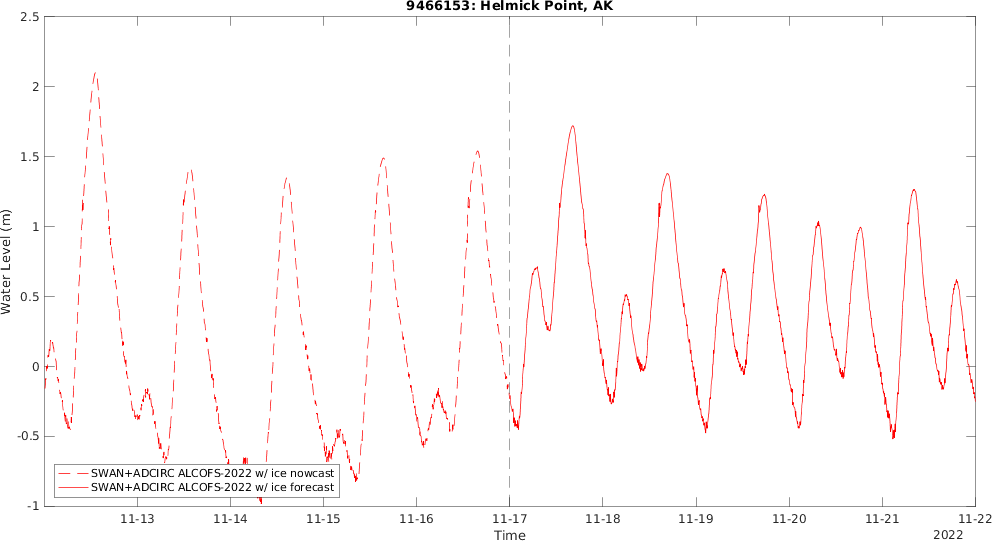 9466153: Helmick Point, AK
2.5
2
1.5
1
0.5
0
-0.5
-1
Water Level (m)
SWAN+ADCIRC ALCOFS-2022 w/ ice nowcast
SWAN+ADCIRC ALCOFS-2022 w/ ice forecast
11-13 11-14 11-15 11-16 11-17 11-18 11-19 11-20 11-21 11-22
Time
2022